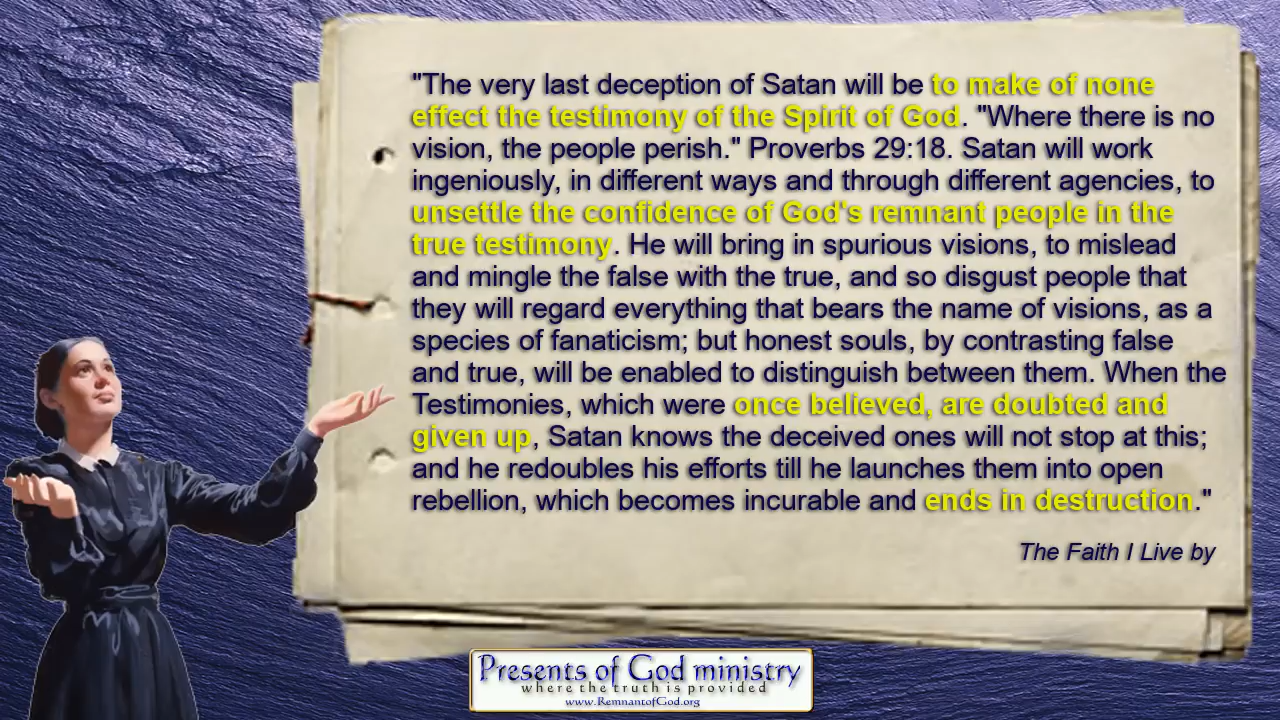 "The very last deception of Satan will be to make of none
effect the testimony of the Spirit of God. "Where there is no
vision, the people perish." Proverbs 29:18. Satan will work
ingeniously, in different ways and through different agencies, to
unsettle the confidence of God's remnant people in the
true testimony. He will bring in spurious visions, to mislead
and mingle the false with the true, and so disgust people that
they will regard everything that bears the name of visions, as a
species of fanaticism; but honest souls, by contrasting false
and true, will be enabled to distinguish between them. When the
Testimonies, which were once believed, are doubted and
given up, Satan knows the deceived ones will not stop at this;
and he redoubles his efforts till he launches them into open
rebellion, which becomes incurable and ends in destruction."
The Faith I Live by
Presents of God ministry
where the truth is provided
www.RemnantofGod.org